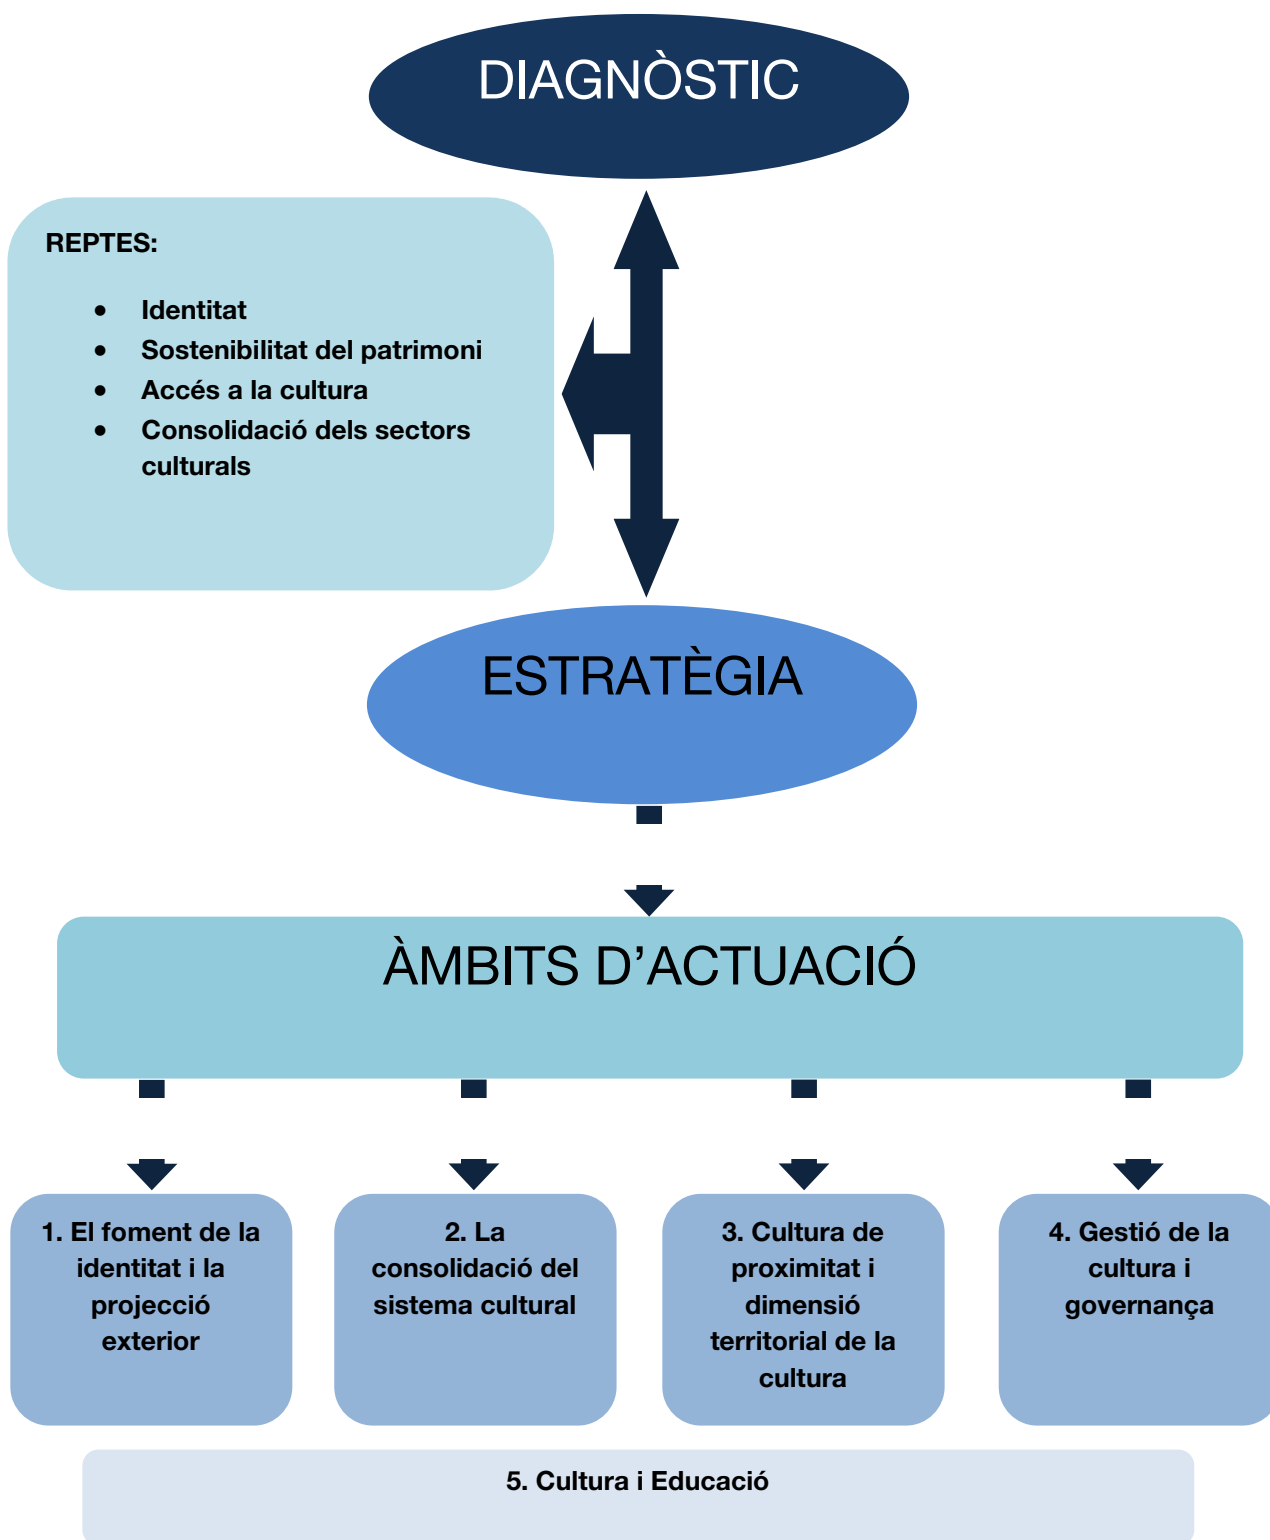 DIAGNÒSTIC
REPTES:
• Identitat
• Sostenibilitat del patrimoni
• Accés a la cultura
• Consolidació dels sectors
culturals
ESTRATÈGIA
ÀMBITS D’ACTUACIÓ
1. El foment de la
identitat i la
projecció
exterior
2. La
consolidació del
sistema cultural
3. Cultura de
proximitat i
dimensió
territorial de la
cultura
4. Gestió de la
cultura i
governança
5. Cultura i Educació